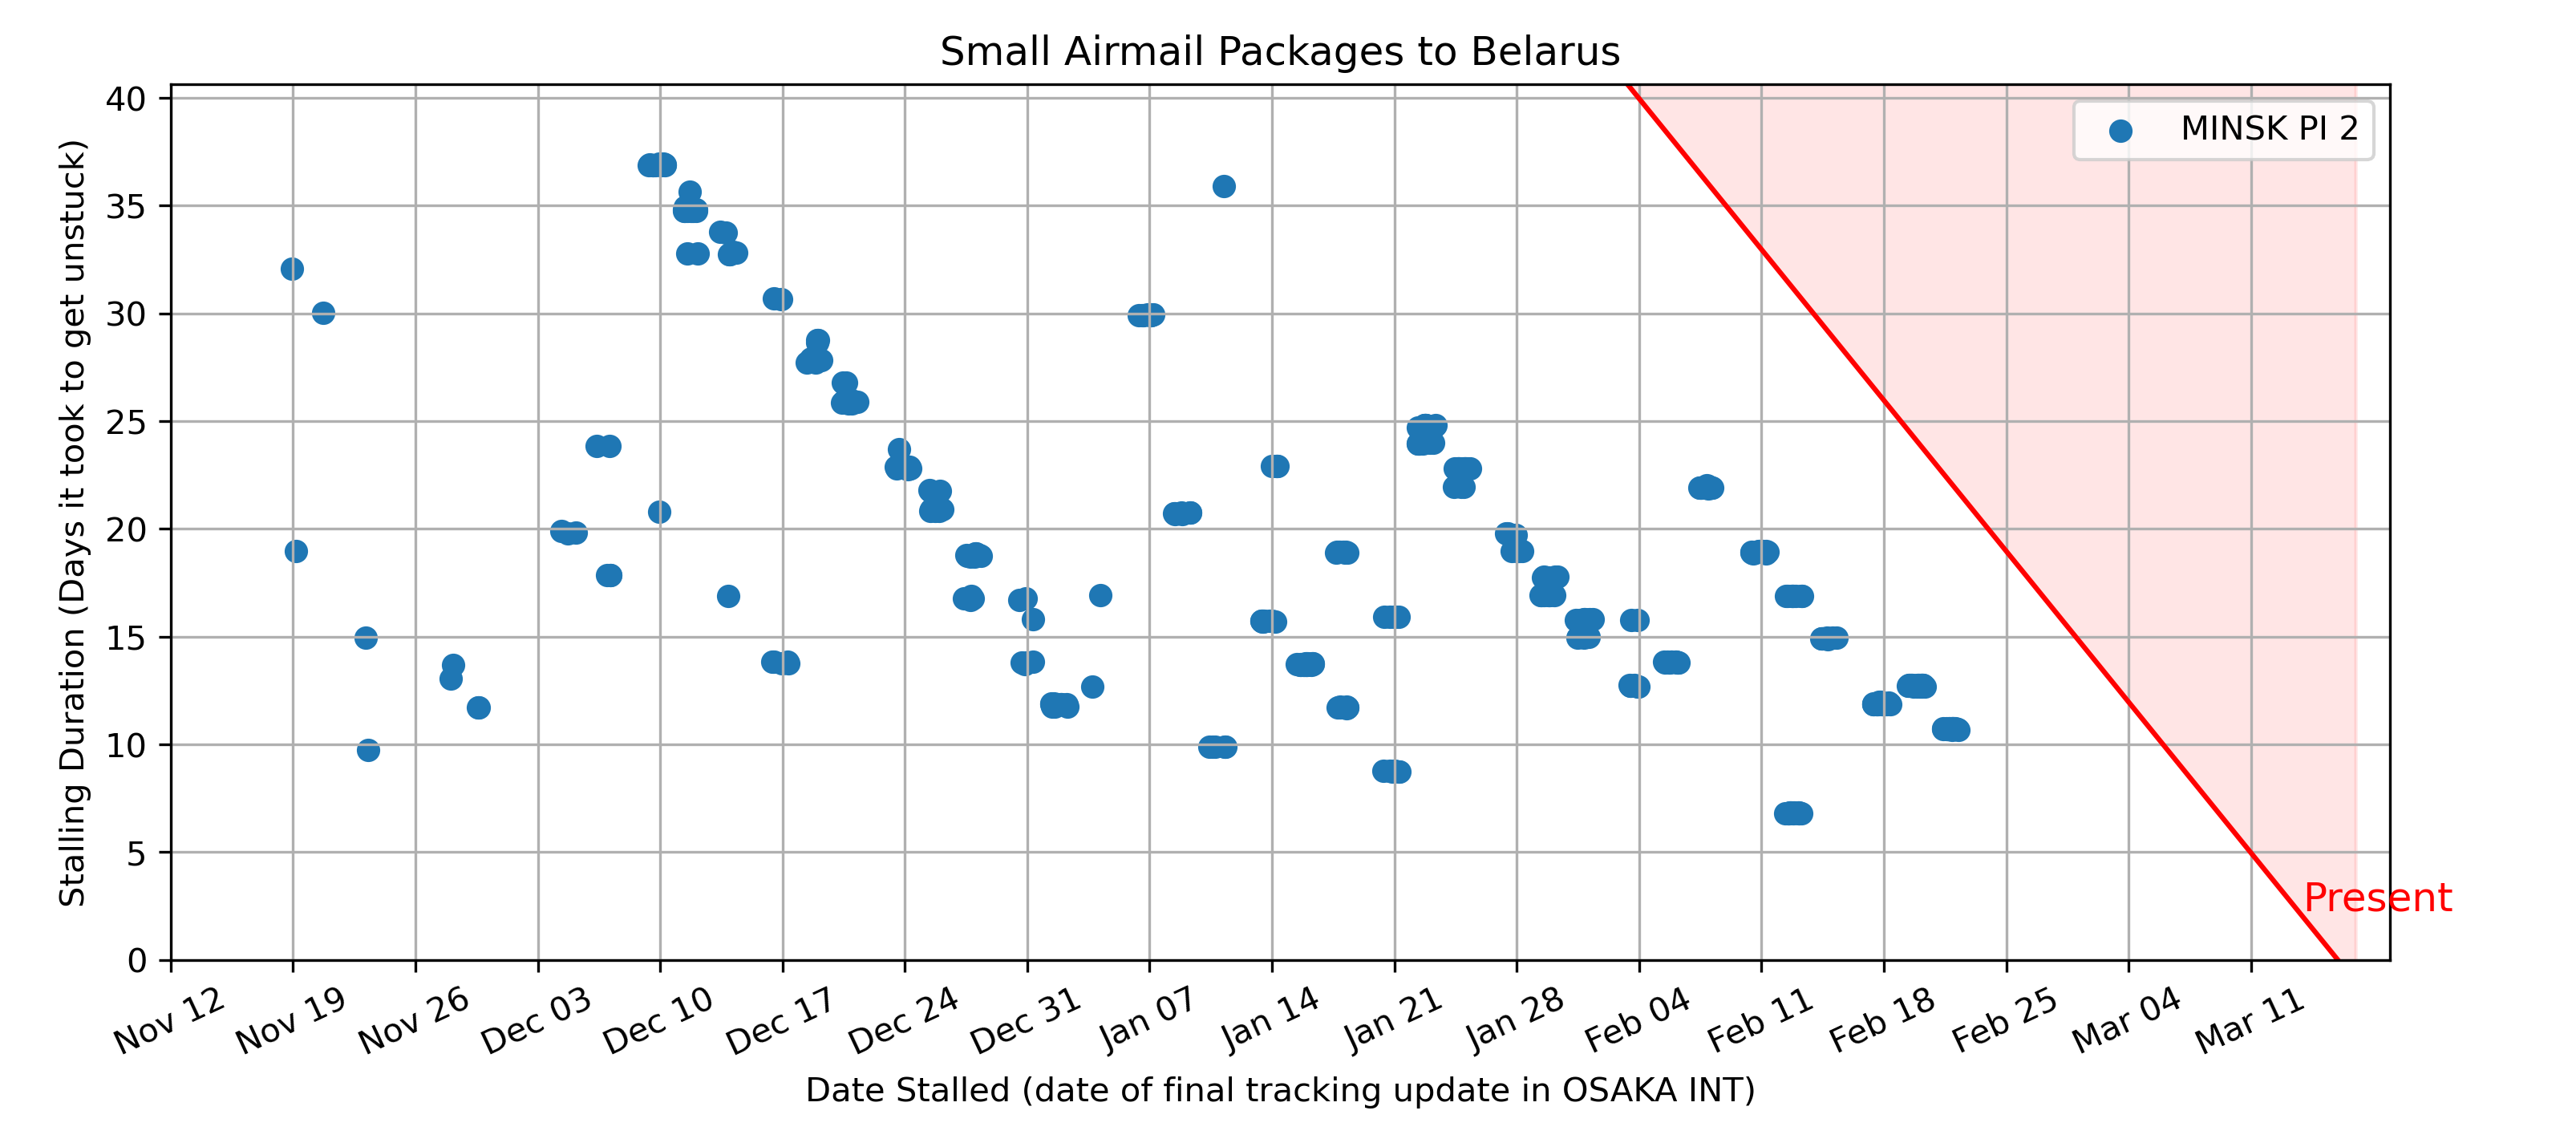 Small Airmail Packages to Belarus
MINSK PI 2
Stalling Duration (Days it took to get unstuck)
40
35
30
25
20
15
10
5
0
Present
Nov 12
Nov 19
Nov 26
Dec 03
Dec 10
Dec 17
Dec 24
Dec 31
Jan 07
Jan 14
Jan 21
Jan 28
Feb 04
Feb 11
Feb 18
Feb 25
Mar 04
Mar 11
Date Stalled (date of final tracking update in OSAKA INT)